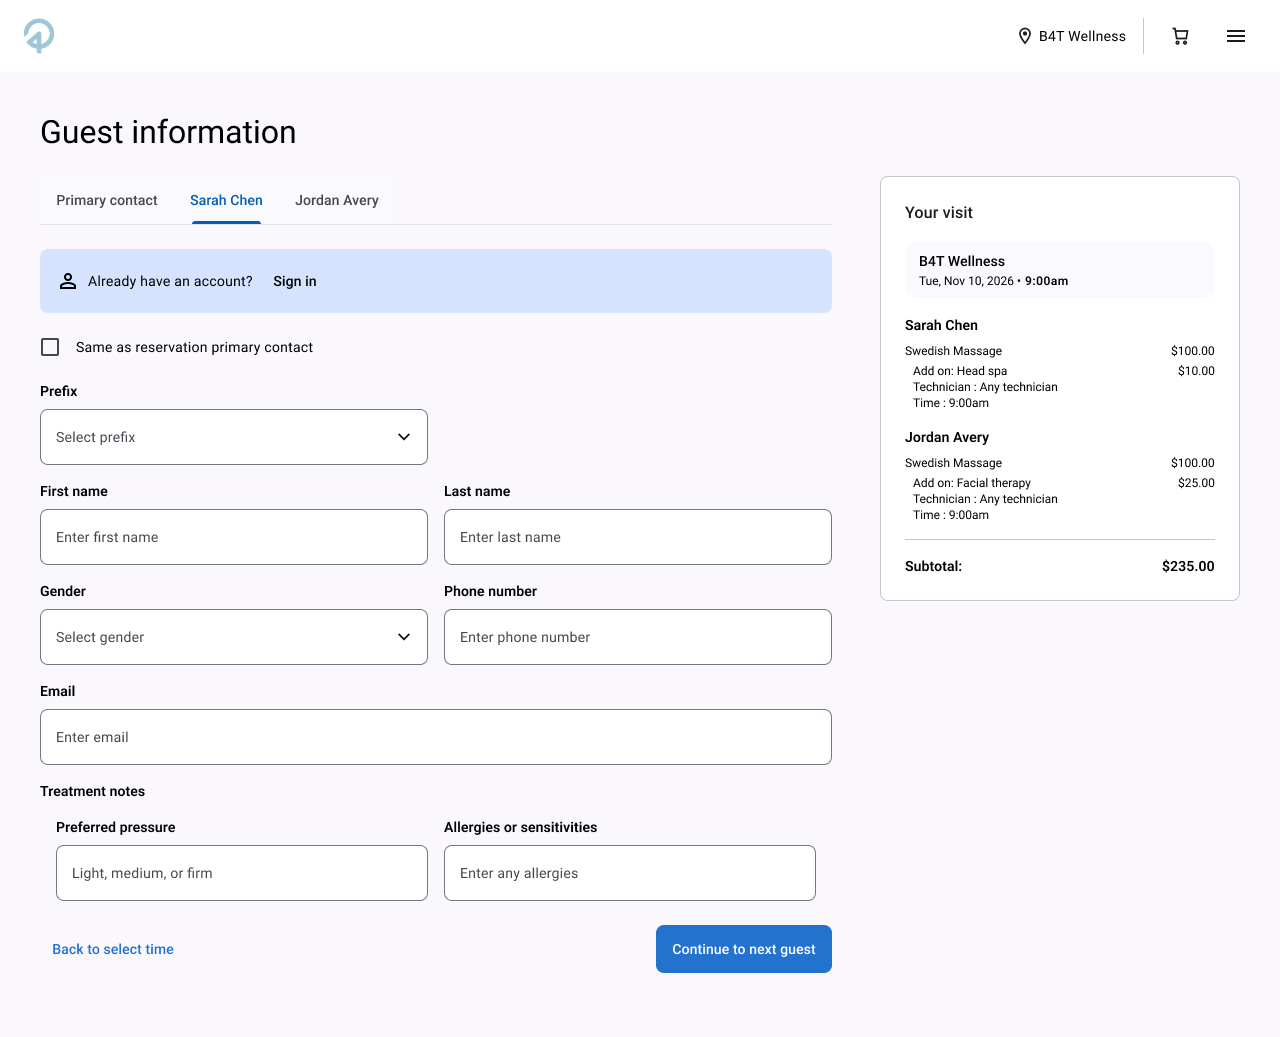 B4T Wellness
Guest information
Primary contact
Sarah Chen
Jordan Avery
Already have an account? Sign in
Same as reservation primary contact
Prefix
Select prefix
First name
Last name
Enter first name
Enter last name
Gender
Phone number
Select gender
Enter phone number
Email
Enter email
Treatment notes
Preferred pressure
Allergies or sensitivities
Light, medium, or firm
Enter any allergies
Back to select time
Continue to next guest
Your visit
B4T Wellness
Tue, Nov 10, 2026 • 9:00am
Sarah Chen
Swedish Massage $100.00
Add on: Head spa $10.00
Technician : Any technician
Time : 9:00am
Jordan Avery
Swedish Massage $100.00
Add on: Facial therapy $25.00
Technician : Any technician
Time : 9:00am
Subtotal: $235.00